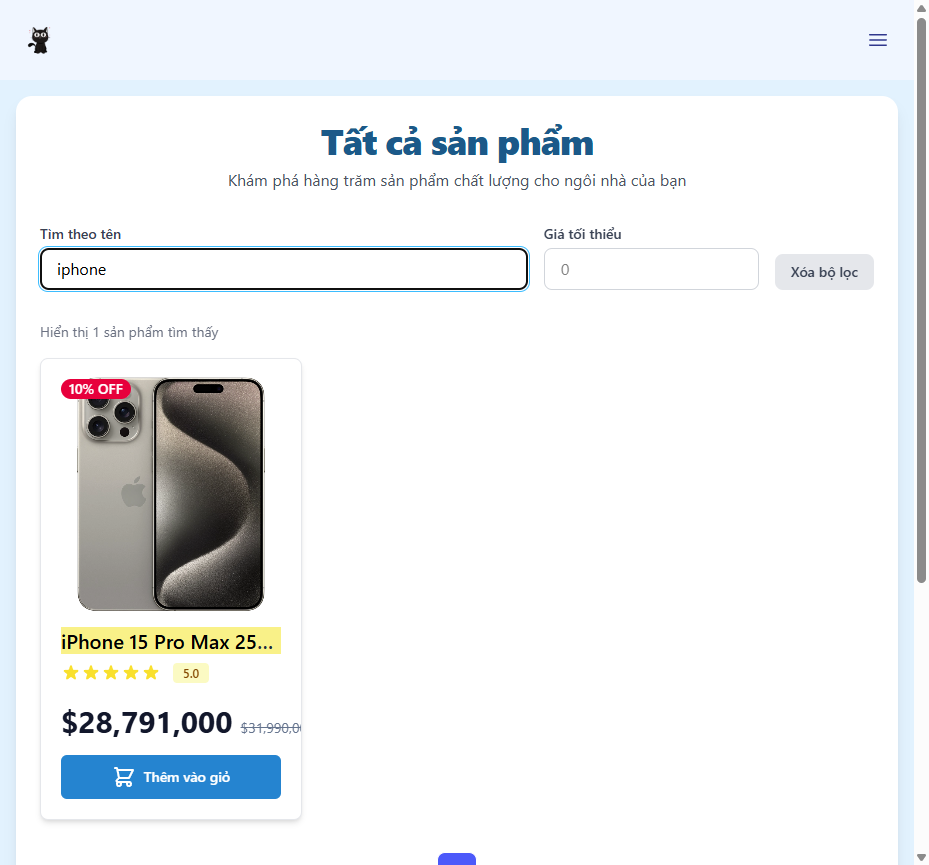 Tất cả sản phẩm
Khám phá hàng trăm sản phẩm chất lượng cho ngôi nhà của bạn
Tìm theo tên
Giá tối thiểu
iphone
0
Xóa bộ lọc
Hiển thị 1 sản phẩm tìm thấy
10% OFF
iPhone 15 Pro Max 25...
5.0
$28,791,000 $31,990,0
Thêm vào giỏ